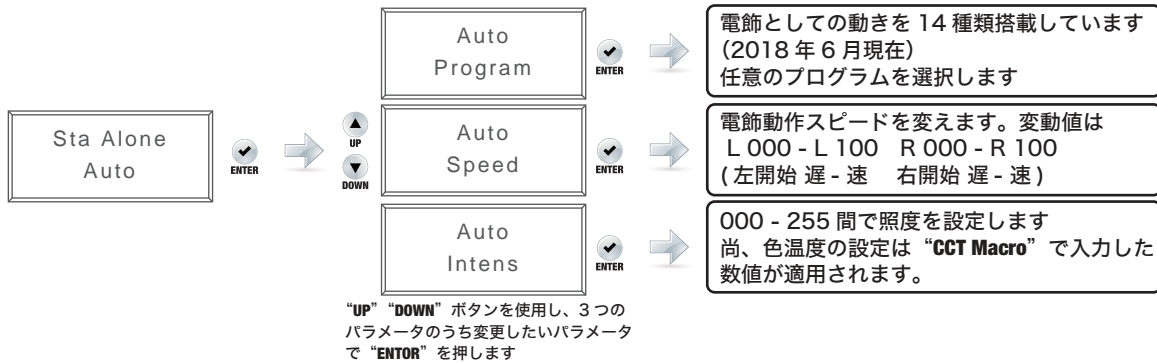 Sta Alone
Auto
ENTER
UP
DOWN
Auto
Program
ENTER
電飾としての動きを 14 種類搭載しています
（2018 年 6 月現在）
任意のプログラムを選択します
Auto
Speed
ENTER
電飾動作スピードを変えます。変動値は
L 000 - L 100 R 000 - R 100
( 左開始 遅 - 速 右開始 遅 - 速 )
Auto
Intens
ENTER
000 - 255 間で照度を設定します
尚、色温度の設定は“CCT Macro”で入力した
数値が適用されます。
“UP”“DOWN”ボタンを使用し、3 つの
パラメータのうち変更したいパラメータ
で“ENTOR”を押します